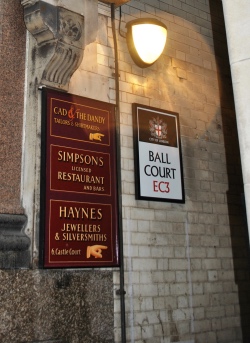 CAD & THE DANDY
TAILORS & SHIRTMAKERS
SIMPSONS
LICENSED
RESTAURANT
AND BARS
HAYNES
JEWELLERS
& SILVERSMITHS
6 Castle Court
BALL
COURT
EC3